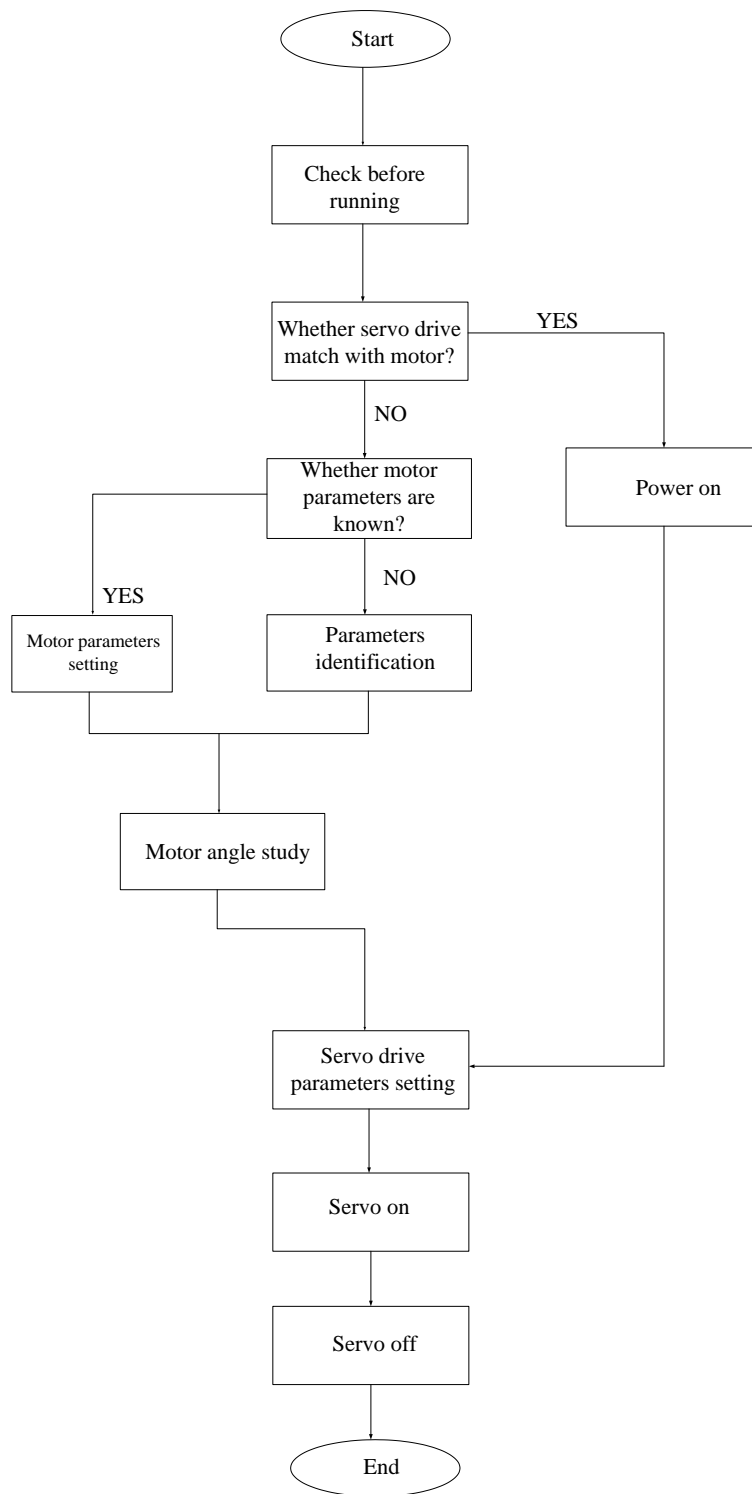 Start
Check before
running
Whether servo drive
match with motor?
YES
NO
Whether motor
parameters are
known?
Power on
YES
NO
Motor parameters
setting
Parameters
identification
Motor angle study
Servo drive
parameters setting
Servo on
Servo off
End